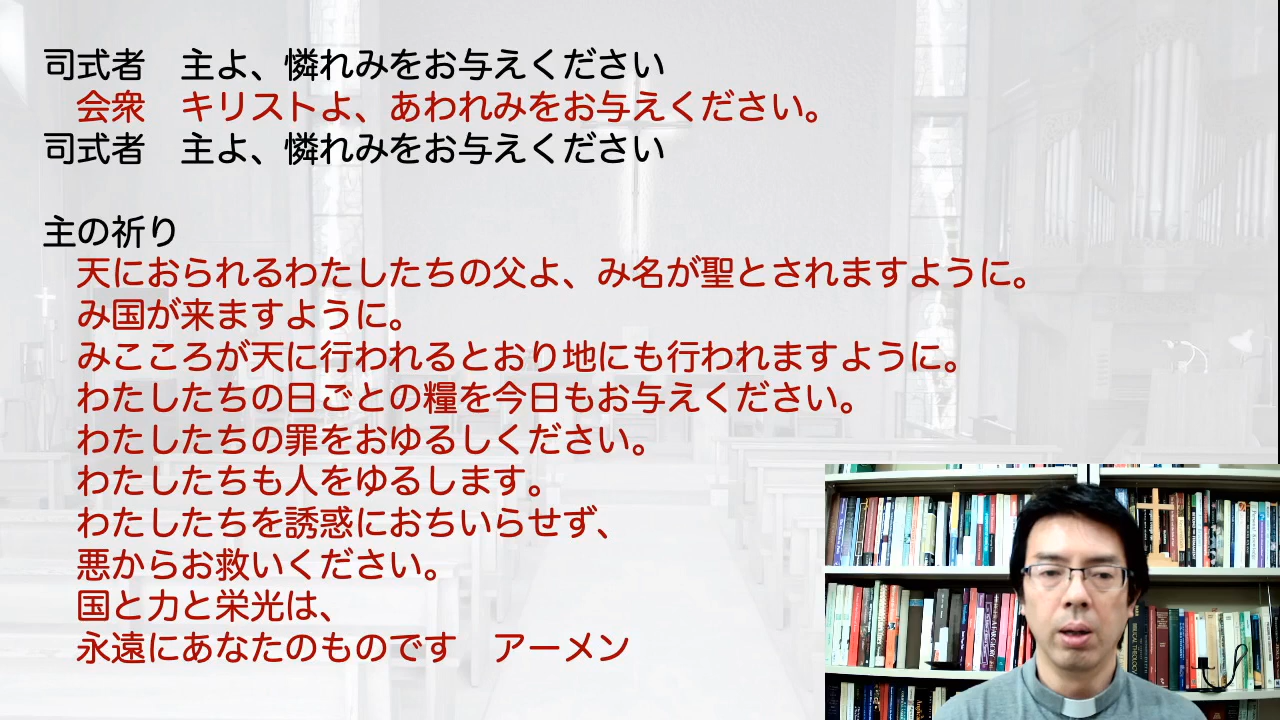 司式者　主よ、憐れみをお与えください
会衆　キリストよ、あわれみをお与えください。
司式者　主よ、憐れみをお与えください
主の祈り
天におられるわたしたちの父よ、み名が聖とされますように。
み国が来ますように。
みこころが天に行われるとおり地にも行われますように。
わたしたちの日ごとの糧を今日もお与えください。
わたしたちの罪をおゆるしください。
わたしたちも人をゆるします。
わたしたちを誘惑におちいらせず、
悪からお救いください。
国と力と栄光は、
永遠にあなたのものです　アーメン